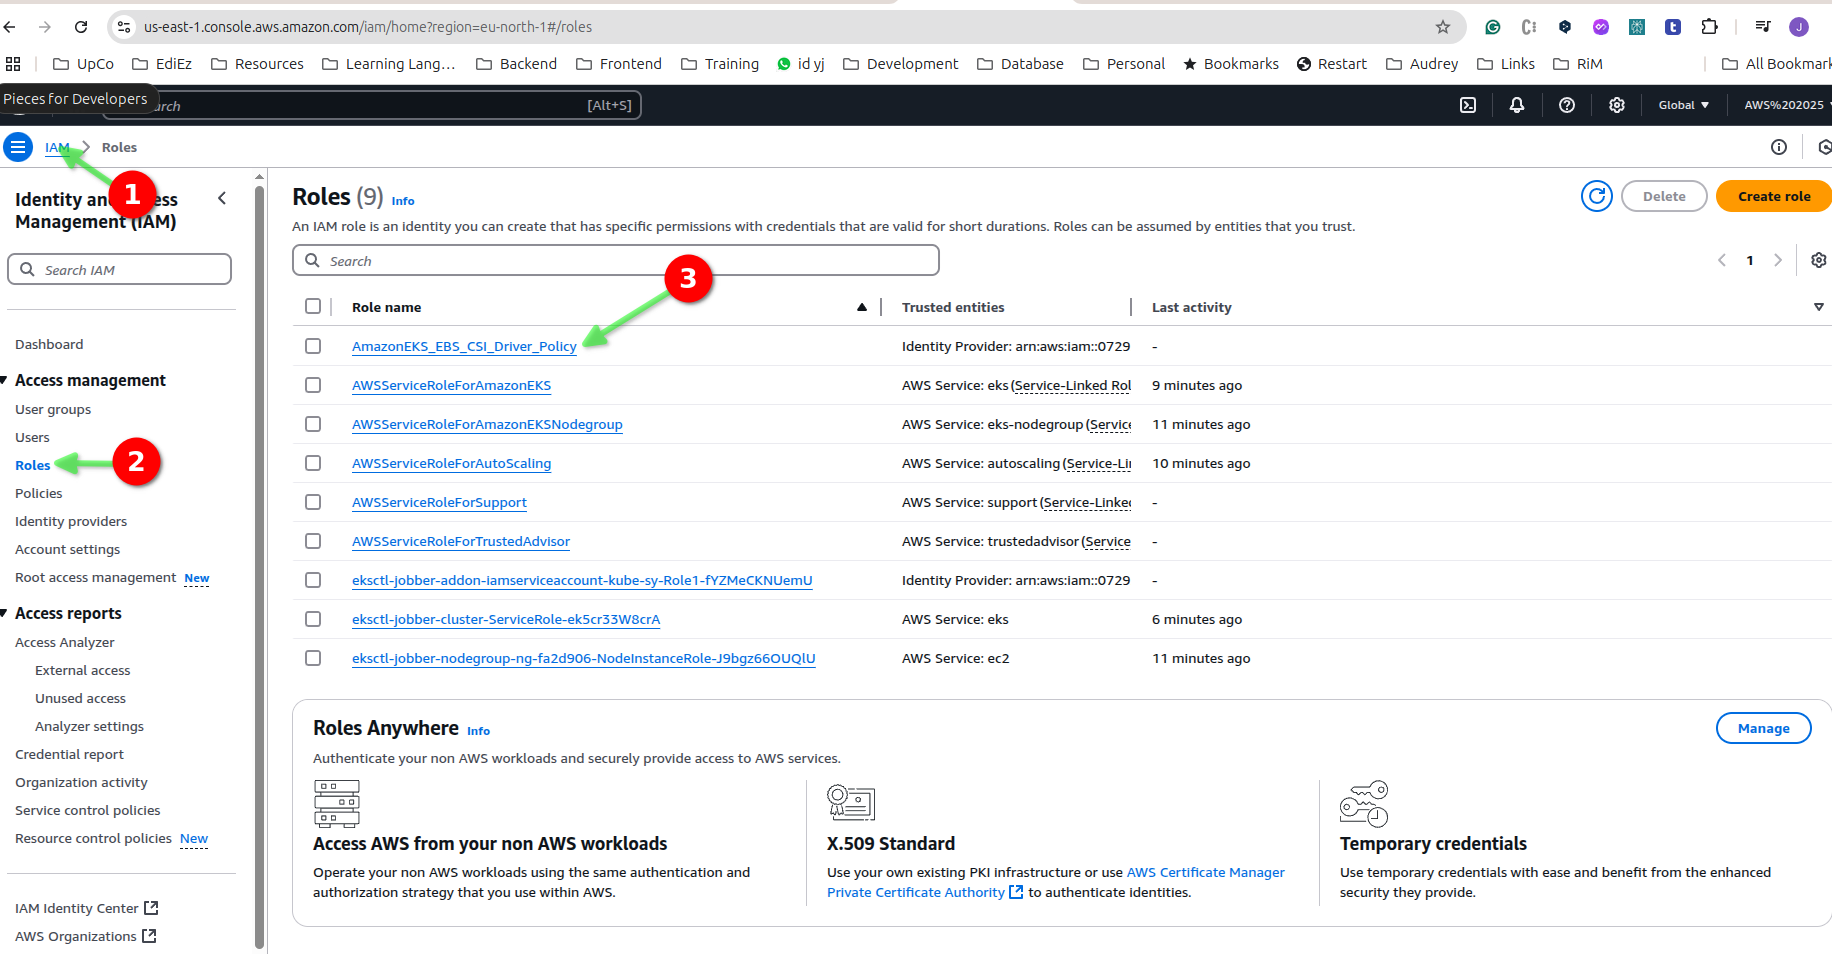 us-east-1.console.aws.amazon.com/iam/home?region=eu-north-1#/roles
J
UpCo
EdiEz
Resources
Learning Lang...
Backend
Frontend
Training
id yj
Development
Database
Personal
Bookmarks
Restart
Audrey
Links
RiM
All Bookmark
Pieces for Developers
[Alt+S]
Global
AWS%202025
IAM
Roles
1
Identity an
ss
Management (IAM)
Search IAM
Dashboard
Access management
User groups
Users
Roles
2
Policies
Identity providers
Account settings
Root access management New
Access reports
Access Analyzer
External access
Unused access
Analyzer settings
Credential report
Organization activity
Service control policies
Resource control policies New
IAM Identity Center
AWS Organizations
Roles (9) Info
Delete
Create role
An IAM role is an identity you can create that has specific permissions with credentials that are valid for short durations. Roles can be assumed by entities that you trust.
Search
1
3
Role name
Trusted entities
Last activity
AmazonEKS_EBS_CSI_Driver_Policy
Identity Provider: arn:aws:iam::0729
-
AWSServiceRoleForAmazonEKS
AWS Service: eks (Service-Linked Rol
9 minutes ago
AWSServiceRoleForAmazonEKSNodegroup
AWS Service: eks-nodegroup (Service
11 minutes ago
AWSServiceRoleForAutoScaling
AWS Service: autoscaling (Service-Li
10 minutes ago
AWSServiceRoleForSupport
AWS Service: support (Service-Linked
-
AWSServiceRoleForTrustedAdvisor
AWS Service: trustedadvisor (Service
-
eksctl-jobber-addon-iamserviceaccount-kube-sy-Role1-fYZMeCKNUemU
Identity Provider: arn:aws:iam::0729
-
eksctl-jobber-cluster-ServiceRole-ek5cr33W8crA
AWS Service: eks
6 minutes ago
eksctl-jobber-nodegroup-ng-fa2d906-NodeInstanceRole-J9bgz66OUQlU
AWS Service: ec2
11 minutes ago
Roles Anywhere Info
Manage
Authenticate your non AWS workloads and securely provide access to AWS services.
Access AWS from your non AWS workloads
Operate your non AWS workloads using the same authentication and
authorization strategy that you use within AWS.
X.509 Standard
Use your own existing PKI infrastructure or use AWS Certificate Manager
Private Certificate Authority to authenticate identities.
Temporary credentials
Use temporary credentials with ease and benefit from the enhanced
security they provide.